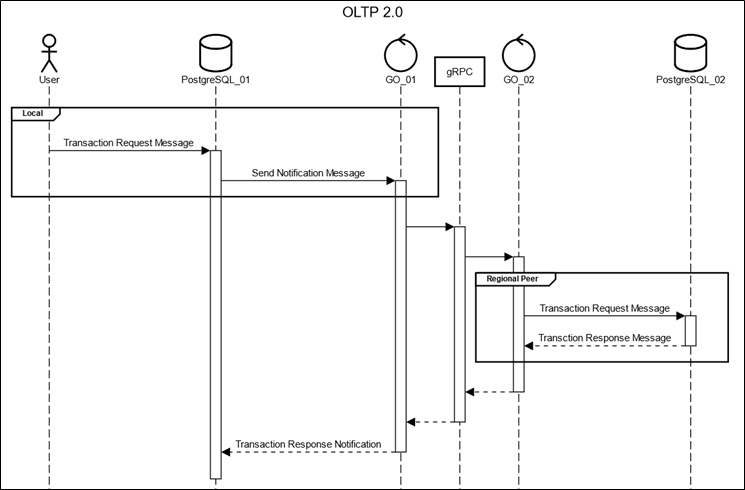 OLTP 2.0
User
PostgreSQL_01
GO_01
gRPC
GO_02
PostgreSQL_02
Local
Transaction Request Message
Send Notification Message
Regional Peer
Transaction Request Message
Transction Response Message
Transaction Response Notification